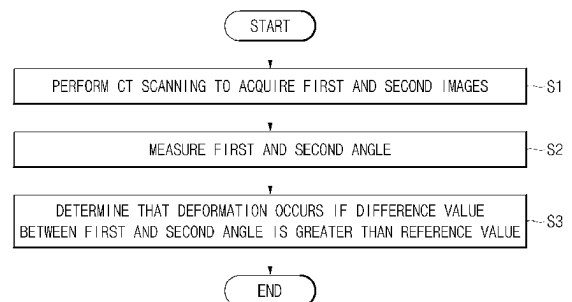 START
PERFORM CT SCANNING TO ACQUIRE FIRST AND SECOND IMAGES
S1
MEASURE FIRST AND SECOND ANGLE
S2
DETERMINE THAT DEFORMATION OCCURS IF DIFFERENCE VALUE
BETWEEN FIRST AND SECOND ANGLE IS GREATER THAN REFERENCE VALUE
S3
END